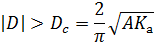 |D| > D_c = \frac{2}{\pi}\sqrt{AK_a}